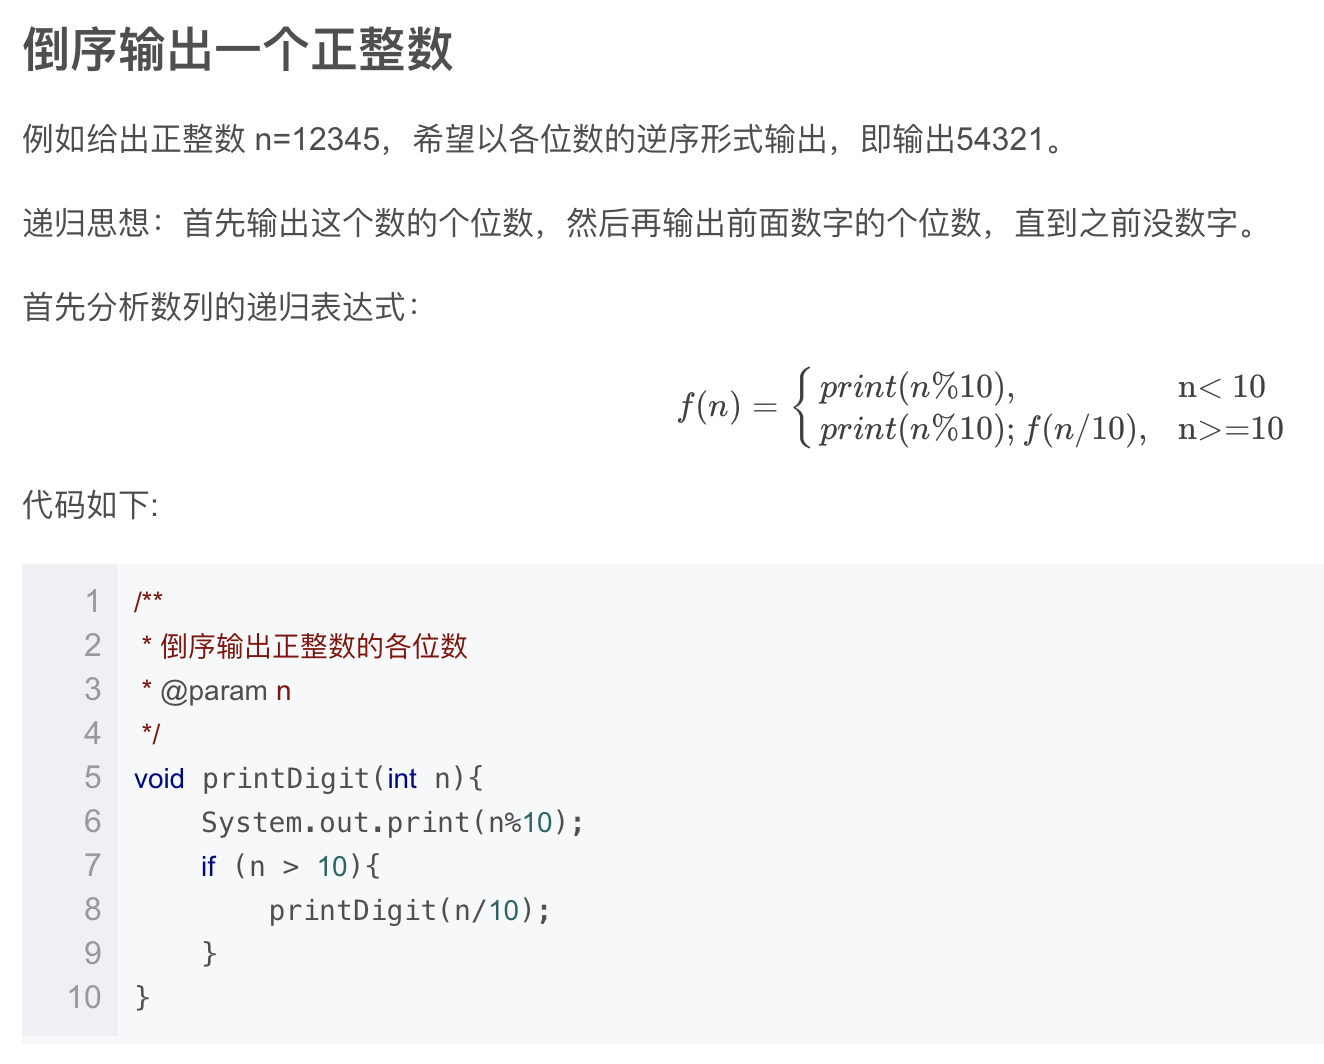 倒序输出一个正整数
例如给出正整数 n=12345，希望以各位数的逆序形式输出，即输出54321。
递归思想：首先输出这个数的个位数，然后再输出前面数字的个位数，直到之前没数字。
首先分析数列的递归表达式：
f(n) = { print(n%10), n< 10
print(n%10); f(n/10), n>=10
代码如下:
1 /**
2 * 倒序输出正整数的各位数
3 * @param n
4 */
5 void printDigit(int n){
6 System.out.print(n%10);
7 if (n > 10){
8 printDigit(n/10);
9 }
10 }